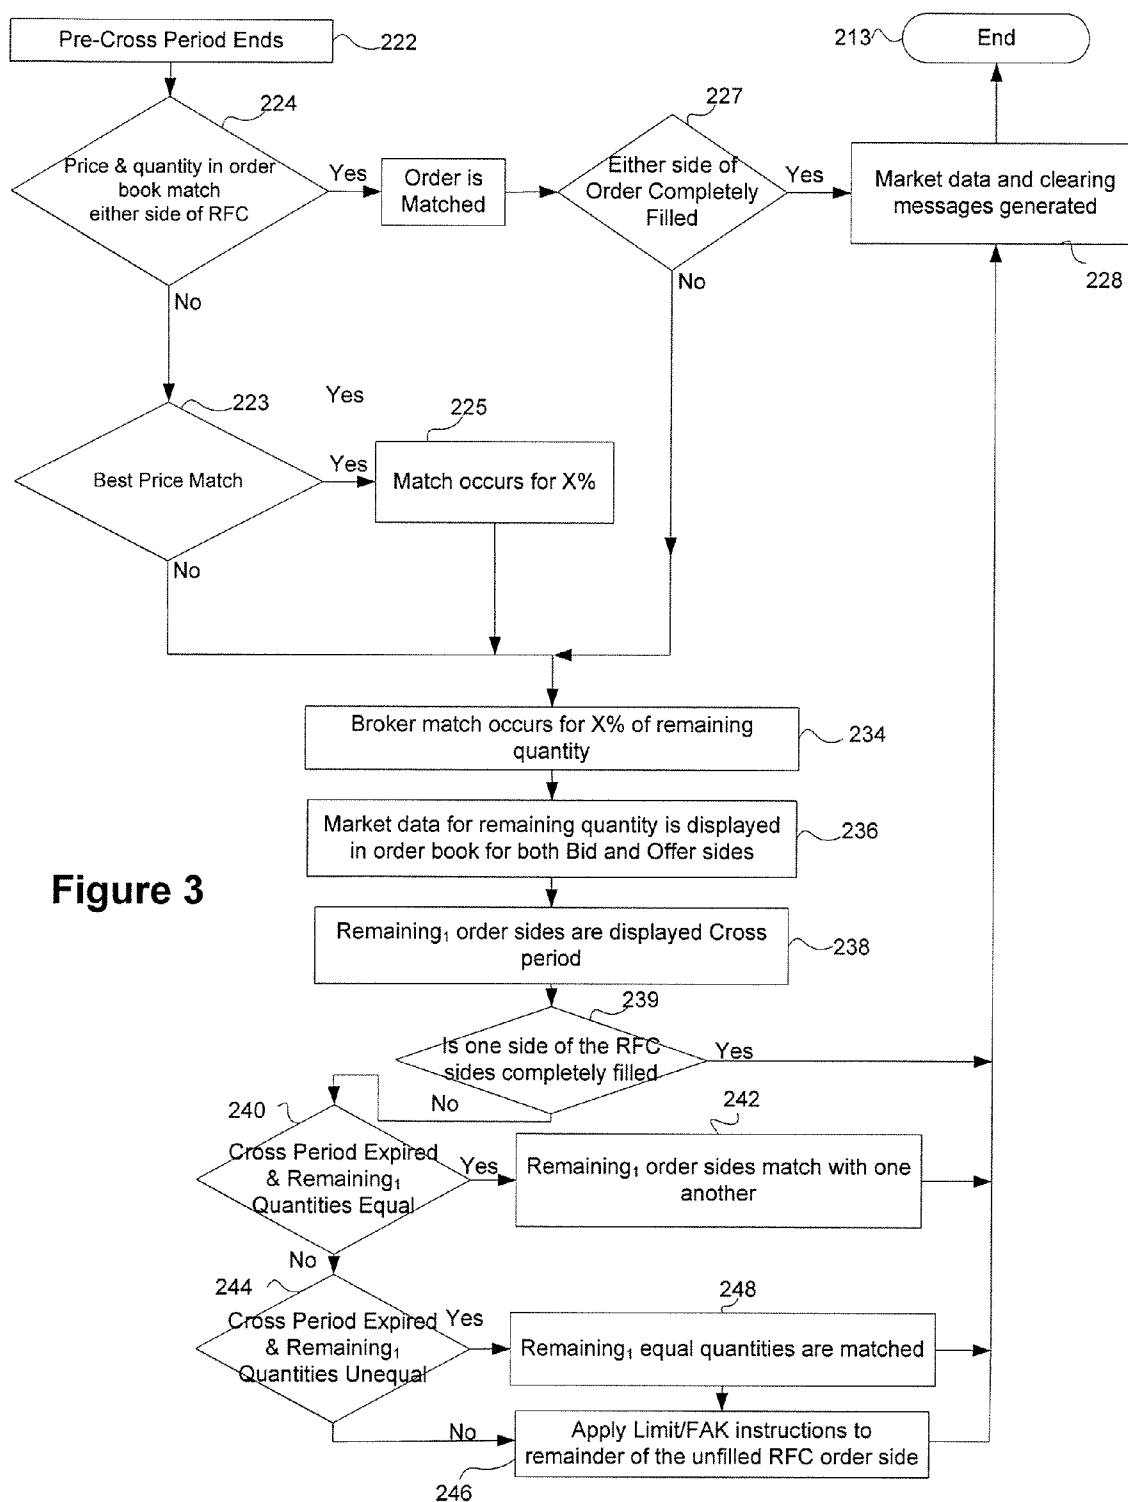 Pre-Cross Period Ends
222
213
End
224
227
Price & quantity in order
book match
either side of RFC
Yes
Order is
Matched
Either side of
Order Completely
Filled
Yes
Market data and clearing
messages generated
228
No
No
223
Yes
225
Best Price Match
Yes
Match occurs for X%
No
Broker match occurs for X% of remaining
quantity
234
Market data for remaining quantity is displayed
in order book for both Bid and Offer sides
236
Figure 3
Remaining₁ order sides are displayed Cross
period
238
239
Is one side of the RFC
sides completely filled
Yes
No
240
242
Cross Period Expired
& Remaining₁
Quantities Equal
Yes
Remaining₁ order sides match with one
another
No
244
248
Cross Period Expired
& Remaining₁
Quantities Unequal
Yes
Remaining₁ equal quantities are matched
No
Apply Limit/FAK instructions to
remainder of the unfilled RFC order side
246